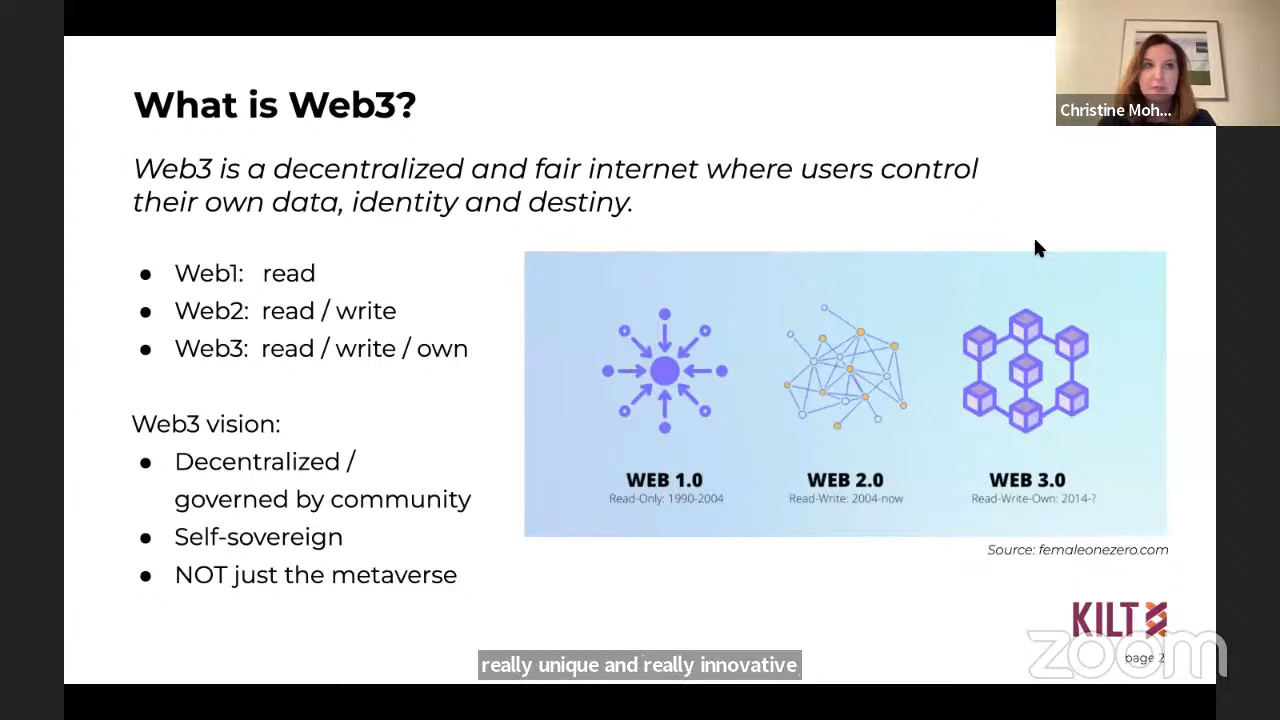 What is Web3?
Christine Moh...
Web3 is a decentralized and fair internet where users control
their own data, identity and destiny.
● Web1: read
● Web2: read / write
● Web3: read / write / own
Web3 vision:
● Decentralized /
governed by community
● Self-sovereign
● NOT just the metaverse
WEB 1.0
Read-Only: 1990-2004
WEB 2.0
Read-Write: 2004-now
WEB 3.0
Read-Write-Own: 2014-?
Source: femaleonezero.com
KILT
zoom
page 2
really unique and really innovative